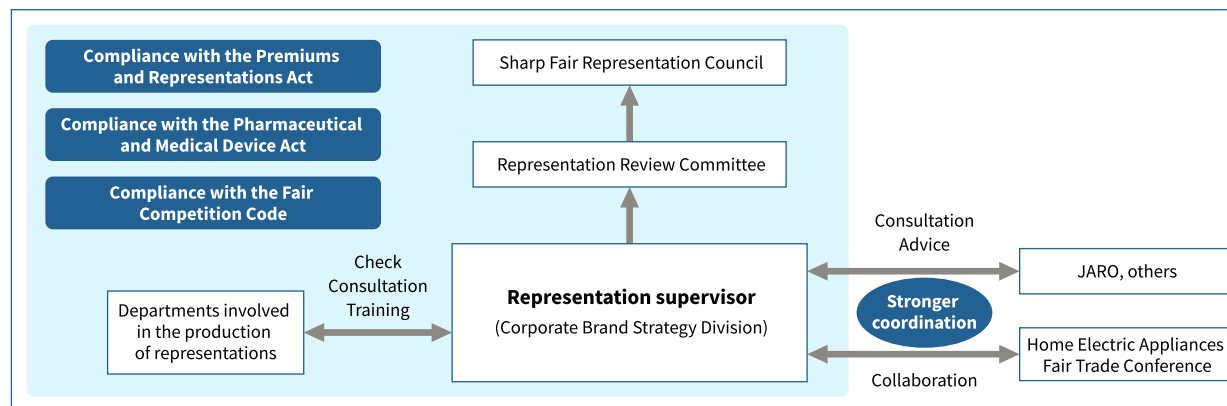 Compliance with the Premiums
and Representations Act
Compliance with the Pharmaceutical
and Medical Device Act
Compliance with the Fair
Competition Code
Sharp Fair Representation Council
Representation Review Committee
Check
Consultation
Training
Departments involved
in the production
of representations
Representation supervisor
(Corporate Brand Strategy Division)
Consultation
Advice
JARO, others
Stronger
coordination
Home Electric Appliances
Fair Trade Conference
Collaboration